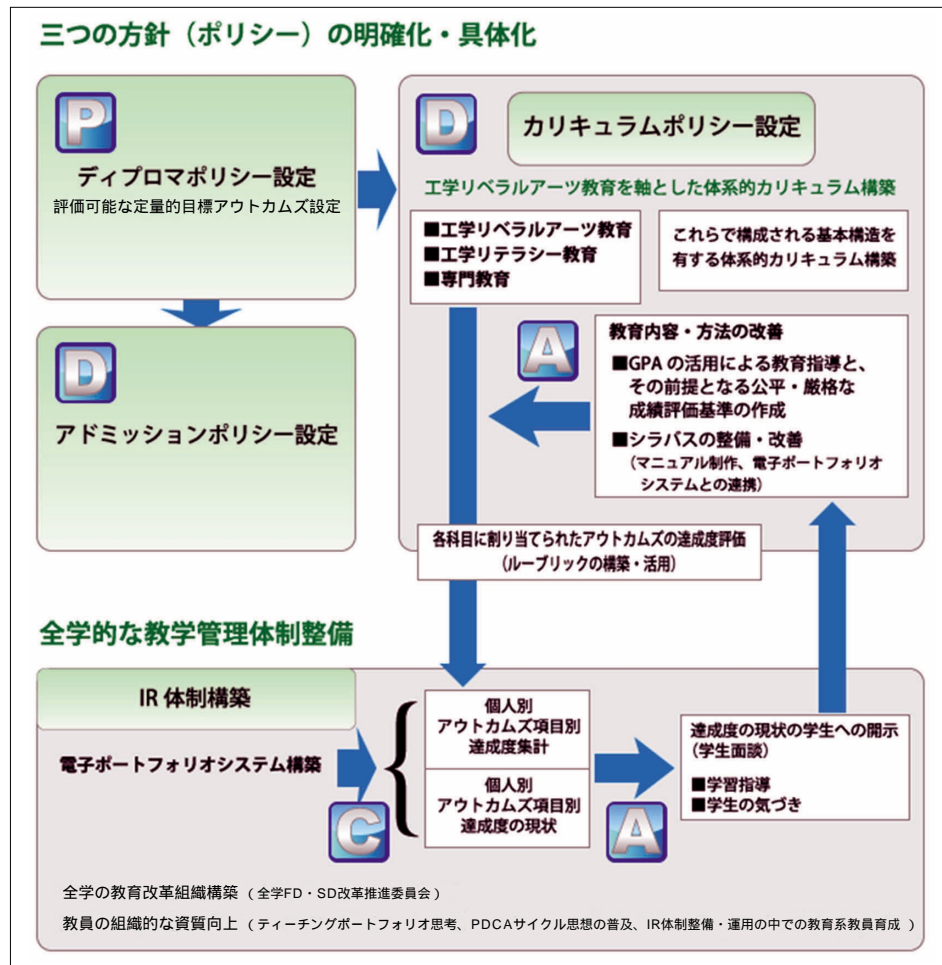 三つの方針（ポリシー）の明確化・具体化
P
ディプロマポリシー設定
評価可能な定量的目標アウトカムズ設定
D
アドミッションポリシー設定
D
カリキュラムポリシー設定
工学リベラルアーツ教育を軸とした体系的カリキュラム構築
■工学リベラルアーツ教育
■工学リテラシー教育
■専門教育
これらで構成される基本構造を
有する体系的カリキュラム構築
A
教育内容・方法の改善
■GPA の活用による教育指導と、
その前提となる公平・厳格な
成績評価基準の作成
■シラバスの整備・改善
（マニュアル制作、電子ポートフォリオ
システムとの連携）
各科目に割り当てられたアウトカムズの達成度評価
（ルーブリックの構築・活用）
全学的な教学管理体制整備
IR 体制構築
電子ポートフォリオシステム構築
C
個人別
アウトカムズ項目別
達成度集計
個人別
アウトカムズ項目別
達成度の現状
A
達成度の現状の学生への開示
（学生面談）
■学習指導
■学生の気づき
全学の教育改革組織構築（全学FD・SD改革推進委員会）
教員の組織的な資質向上（ティーチングポートフォリオ思考、PDCAサイクル思想の普及、IR体制整備・運用の中での教育系教員育成）